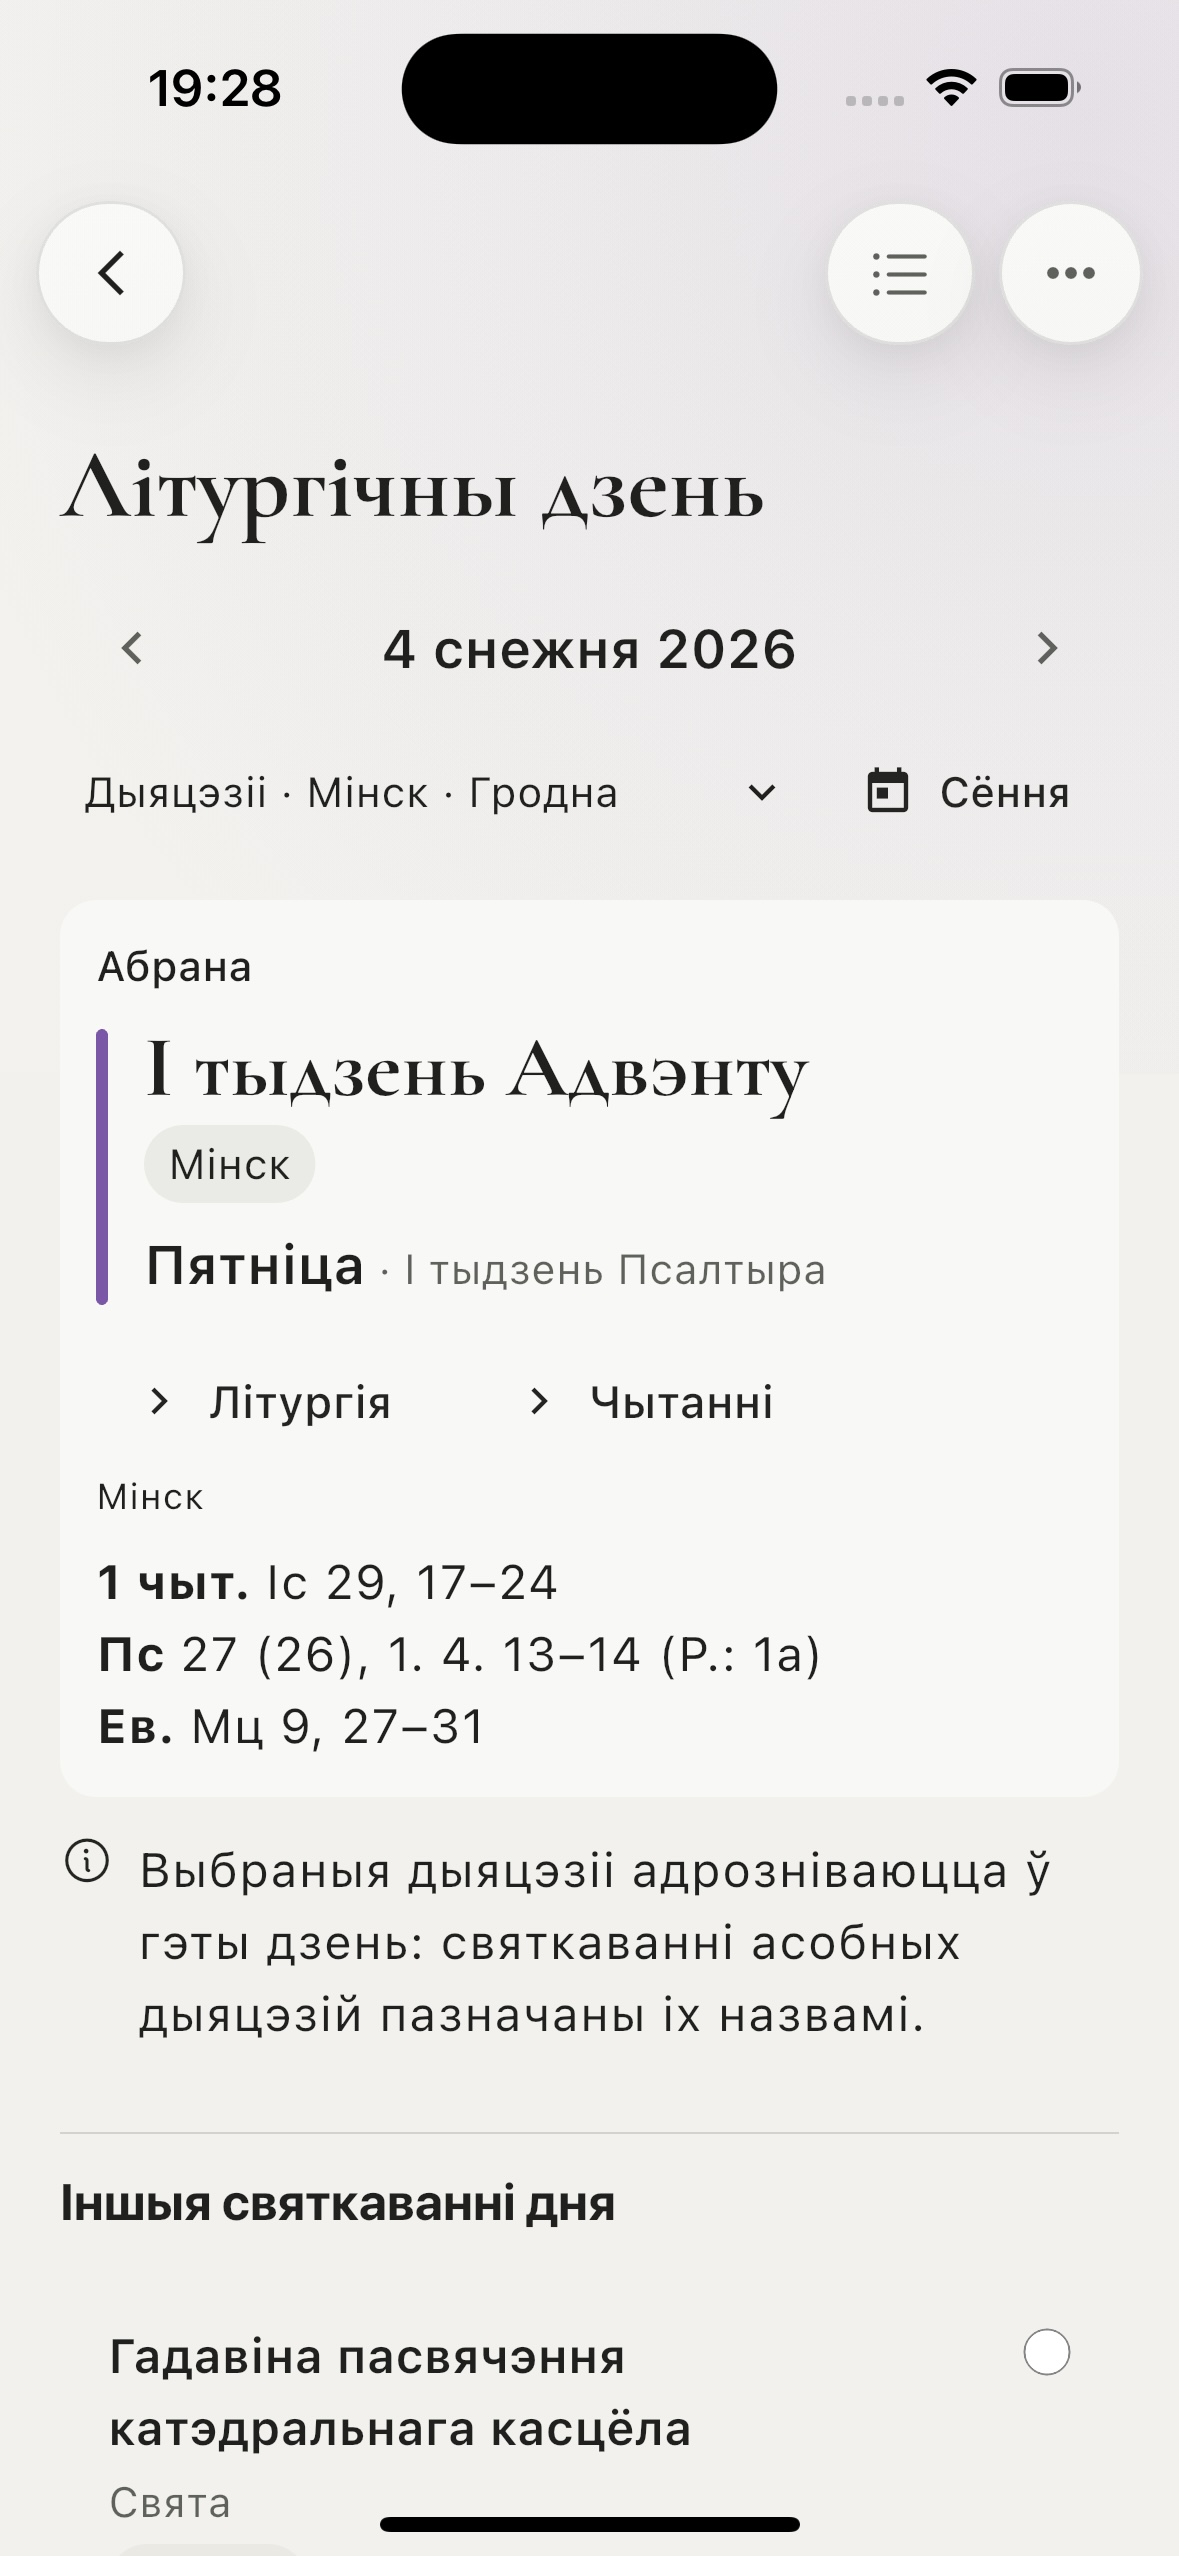 19:28
Літургічны дзень
4 снежня 2026
Дыяцэзіі · Мінск · Гродна
Сёння
Абрана
I тыдзень Адвэнту
Мінск
Пятніца · I тыдзень Псалтыра
Літургія
Чытанні
Мінск
1 чыт. Іс 29, 17–24
Пс 27 (26), 1. 4. 13–14 (Р.: 1a)
Ев. Мц 9, 27–31
Выбраныя дыяцэзіі адрозніваюцца ў
гэты дзень: святкаванні асобных
дыяцэзій пазначаны іх назвамі.
Іншыя святкаванні дня
Гадавіна пасвячэння
катэдральнага касцёла
Свята